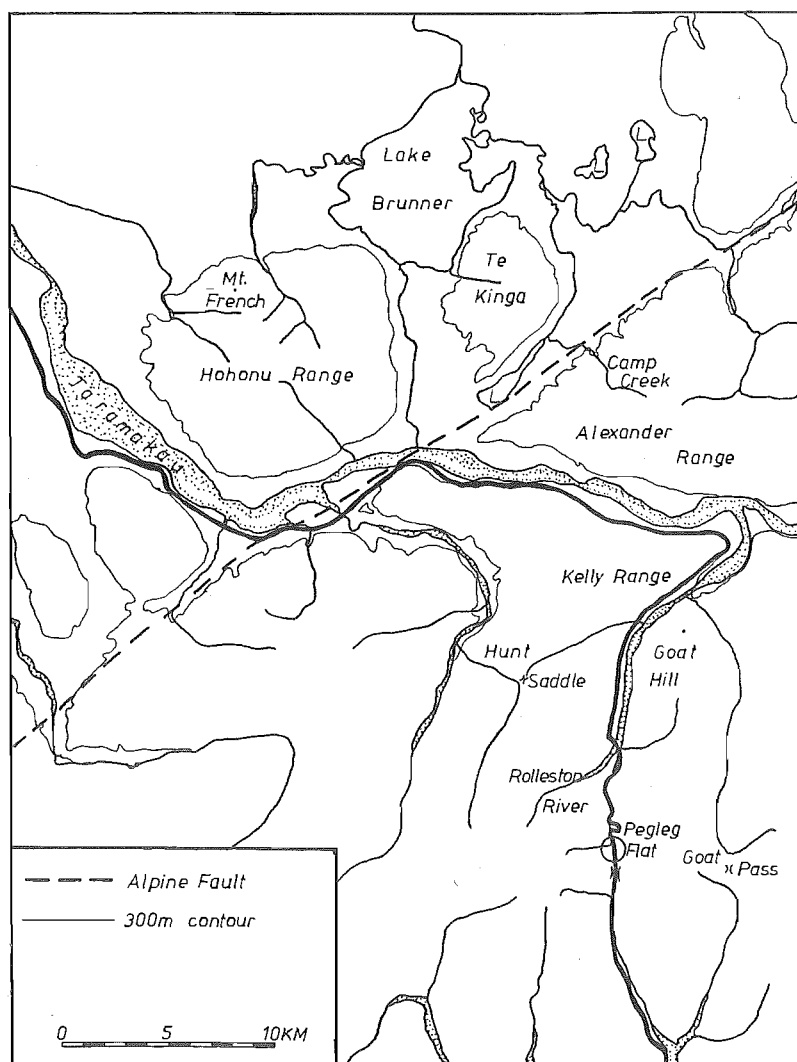 Lake
Brunner
L
L
Te
Kinga
Mt.
French
Hohonu Range
Camp
Creek
L
Taramakau
Alexander
Range
Kelly Range
Hunt
Saddle
Goat
Hill
Rolleston
River
Pegleg
Flat
Goat Pass
Alpine Fault
300m contour
0 5 10KM